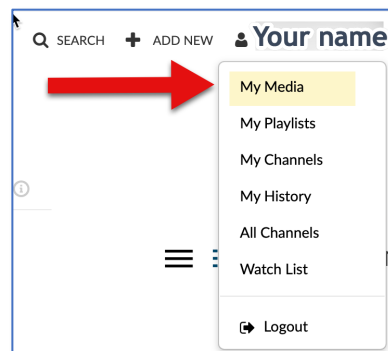 SEARCH ADD NEW Your name
My Media
My Playlists
My Channels
My History
All Channels
Watch List
Logout